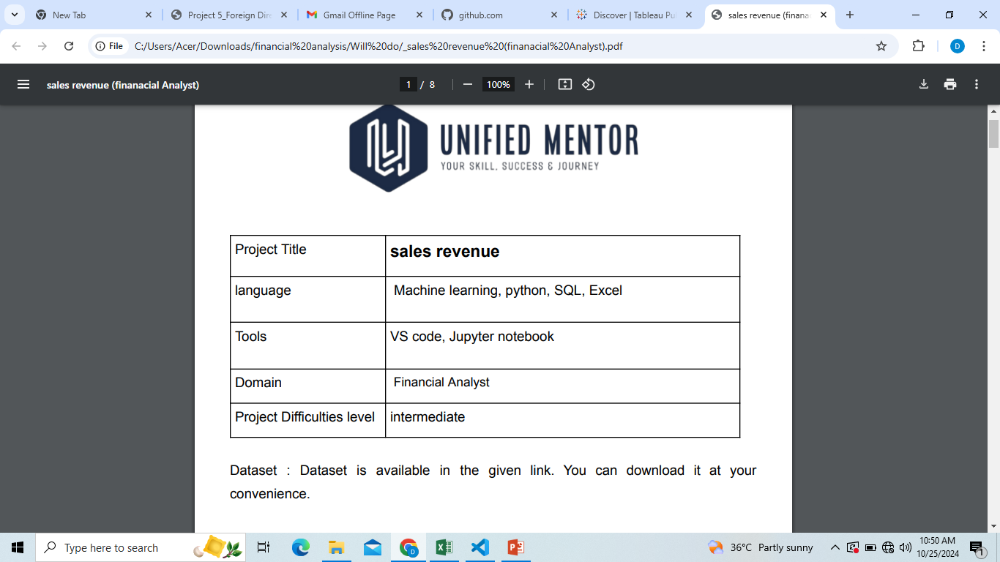 New Tab
Project 5_Foreign Dire
Gmail Offline Page
github.com
Discover | Tableau Pu
sales revenue (finana
File
C:/Users/Acer/Downloads/financial%20analysis/Will%20do/_sales%20revenue%20(finanacial%20Analyst).pdf
D
sales revenue (finanacial Analyst)
1 / 8
100%
UNIFIED MENTOR
YOUR SKILL, SUCCESS & JOURNEY
Project Title
sales revenue
language
Machine learning, python, SQL, Excel
Tools
VS code, Jupyter notebook
Domain
Financial Analyst
Project Difficulties level
intermediate
Dataset : Dataset is available in the given link. You can download it at your
convenience.
Type here to search
D
36°C Partly sunny
10:50 AM
10/25/2024
1